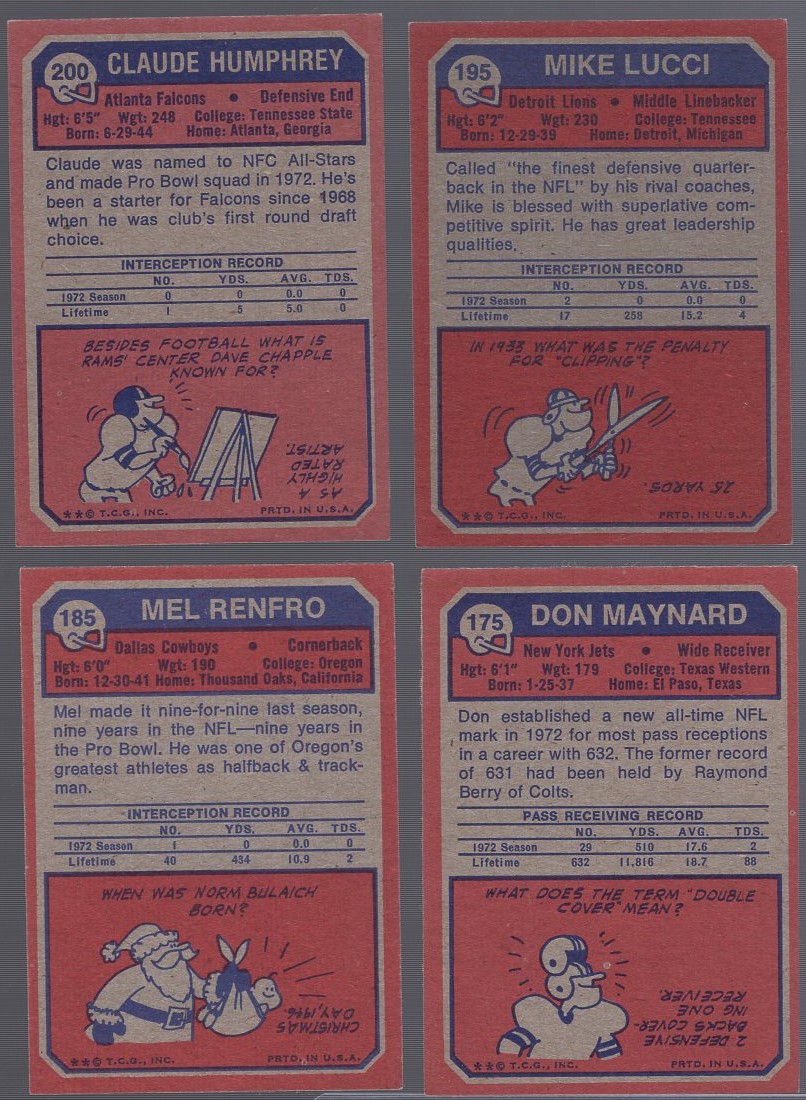 200 CLAUDE HUMPHREY
Atlanta Falcons ● Defensive End
Hgt: 6'5" Wgt: 248 College: Tennessee State
Born: 6-29-44 Home: Atlanta, Georgia
Claude was named to NFC All-Stars
and made Pro Bowl squad in 1972. He's
been a starter for Falcons since 1968
when he was club's first round draft
choice.
INTERCEPTION RECORD
NO. YDS. AVG. TDS.
1972 Season 0 0 0.0 0
Lifetime 1 5 5.0 0
BESIDES FOOTBALL WHAT IS
RAMS' CENTER DAVE CHAPPLE
KNOWN FOR?
AS A
HIGHLY
RATED
ARTIST.
**© T.C.G., INC. PRTD. IN U.S.A.
195 MIKE LUCCI
Detroit Lions ● Middle Linebacker
Hgt: 6'2" Wgt: 230 College: Tennessee
Born: 12-29-39 Home: Detroit, Michigan
Called "the finest defensive quarter-
back in the NFL" by his rival coaches,
Mike is blessed with superlative com-
petitive spirit. He has great leadership
qualities.
INTERCEPTION RECORD
NO. YDS. AVG. TDS.
1972 Season 2 0 0.0 0
Lifetime 17 258 15.2 4
IN 1933 WHAT WAS THE PENALTY
FOR "CLIPPING"?
25 YARDS.
**© T.C.G., INC. PRTD. IN U.S.A.
185 MEL RENFRO
Dallas Cowboys ● Cornerback
Hgt: 6'0" Wgt: 190 College: Oregon
Born: 12-30-41 Home: Thousand Oaks, California
Mel made it nine-for-nine last season,
nine years in the NFL—nine years in
the Pro Bowl. He was one of Oregon's
greatest athletes as halfback & track-
man.
INTERCEPTION RECORD
NO. YDS. AVG. TDS.
1972 Season 1 0 0.0 0
Lifetime 40 434 10.9 2
WHEN WAS NORM BULAICH
BORN?
CHRISTMAS
DAY, 1946
**© T.C.G., INC. PRTD. IN U.S.A.
175 DON MAYNARD
New York Jets ● Wide Receiver
Hgt: 6'1" Wgt: 179 College: Texas Western
Born: 1-25-37 Home: El Paso, Texas
Don established a new all-time NFL
mark in 1972 for most pass receptions
in a career with 632. The former record
of 631 had been held by Raymond
Berry of Colts.
PASS RECEIVING RECORD
NO. YDS. AVG. TDS.
1972 Season 29 510 17.6 2
Lifetime 632 11,816 18.7 88
WHAT DOES THE TERM "DOUBLE
COVER" MEAN?
2 DEFENSIVE
BACKS COVER-
ING ONE
RECEIVER.
**© T.C.G., INC. PRTD. IN U.S.A.